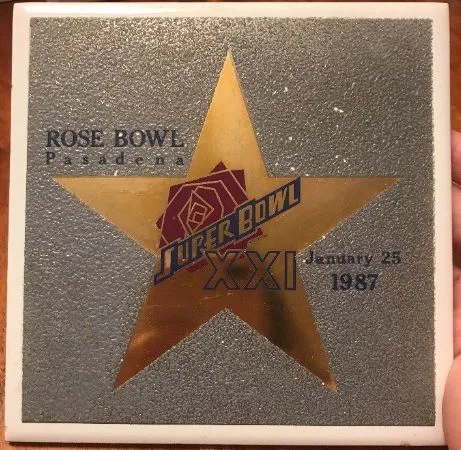 ROSE BOWL
Pasadena
SUPER BOWL
XXI
January 25
1987